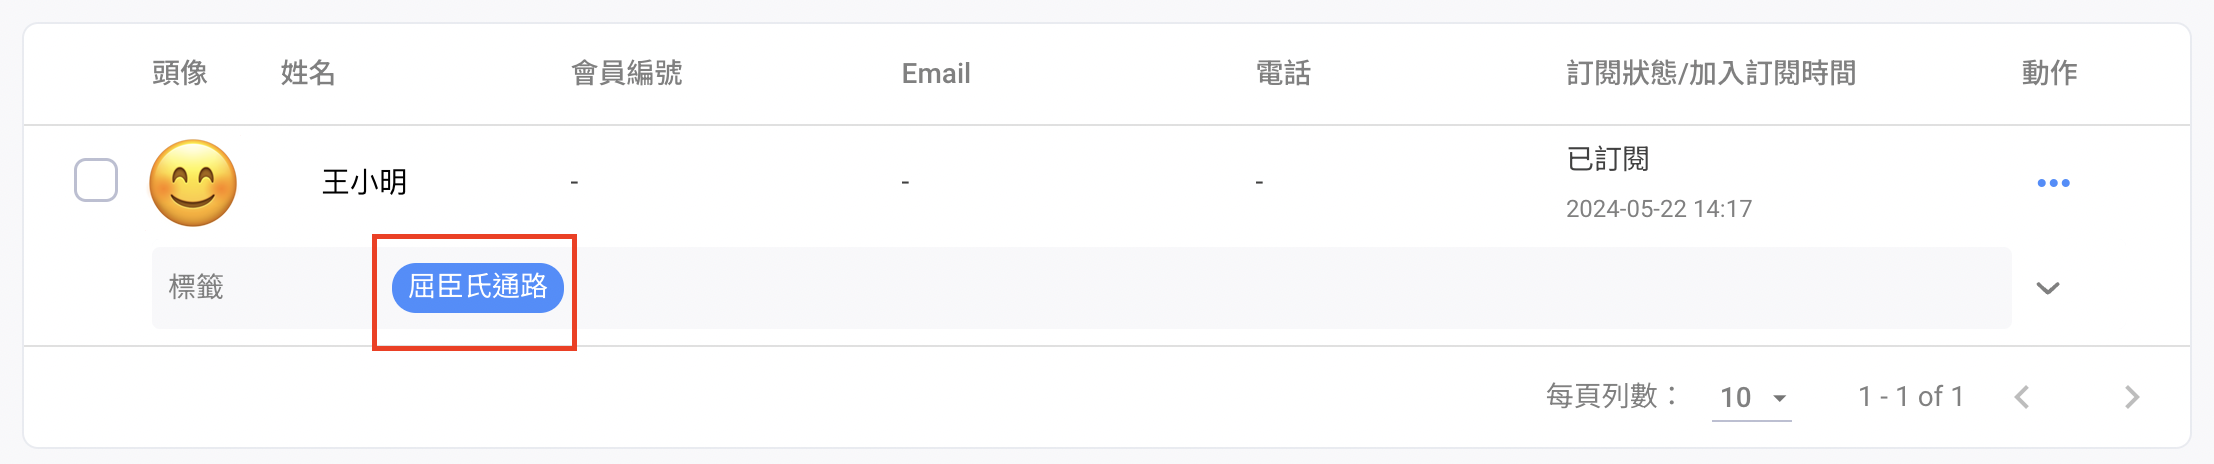 頭像 姓名 會員編號 Email 電話 訂閱狀態/加入訂閱時間 動作
王小明 - - - 已訂閱
2024-05-22 14:17
標籤 屈臣氏通路
每頁列數： 10 1 - 1 of 1